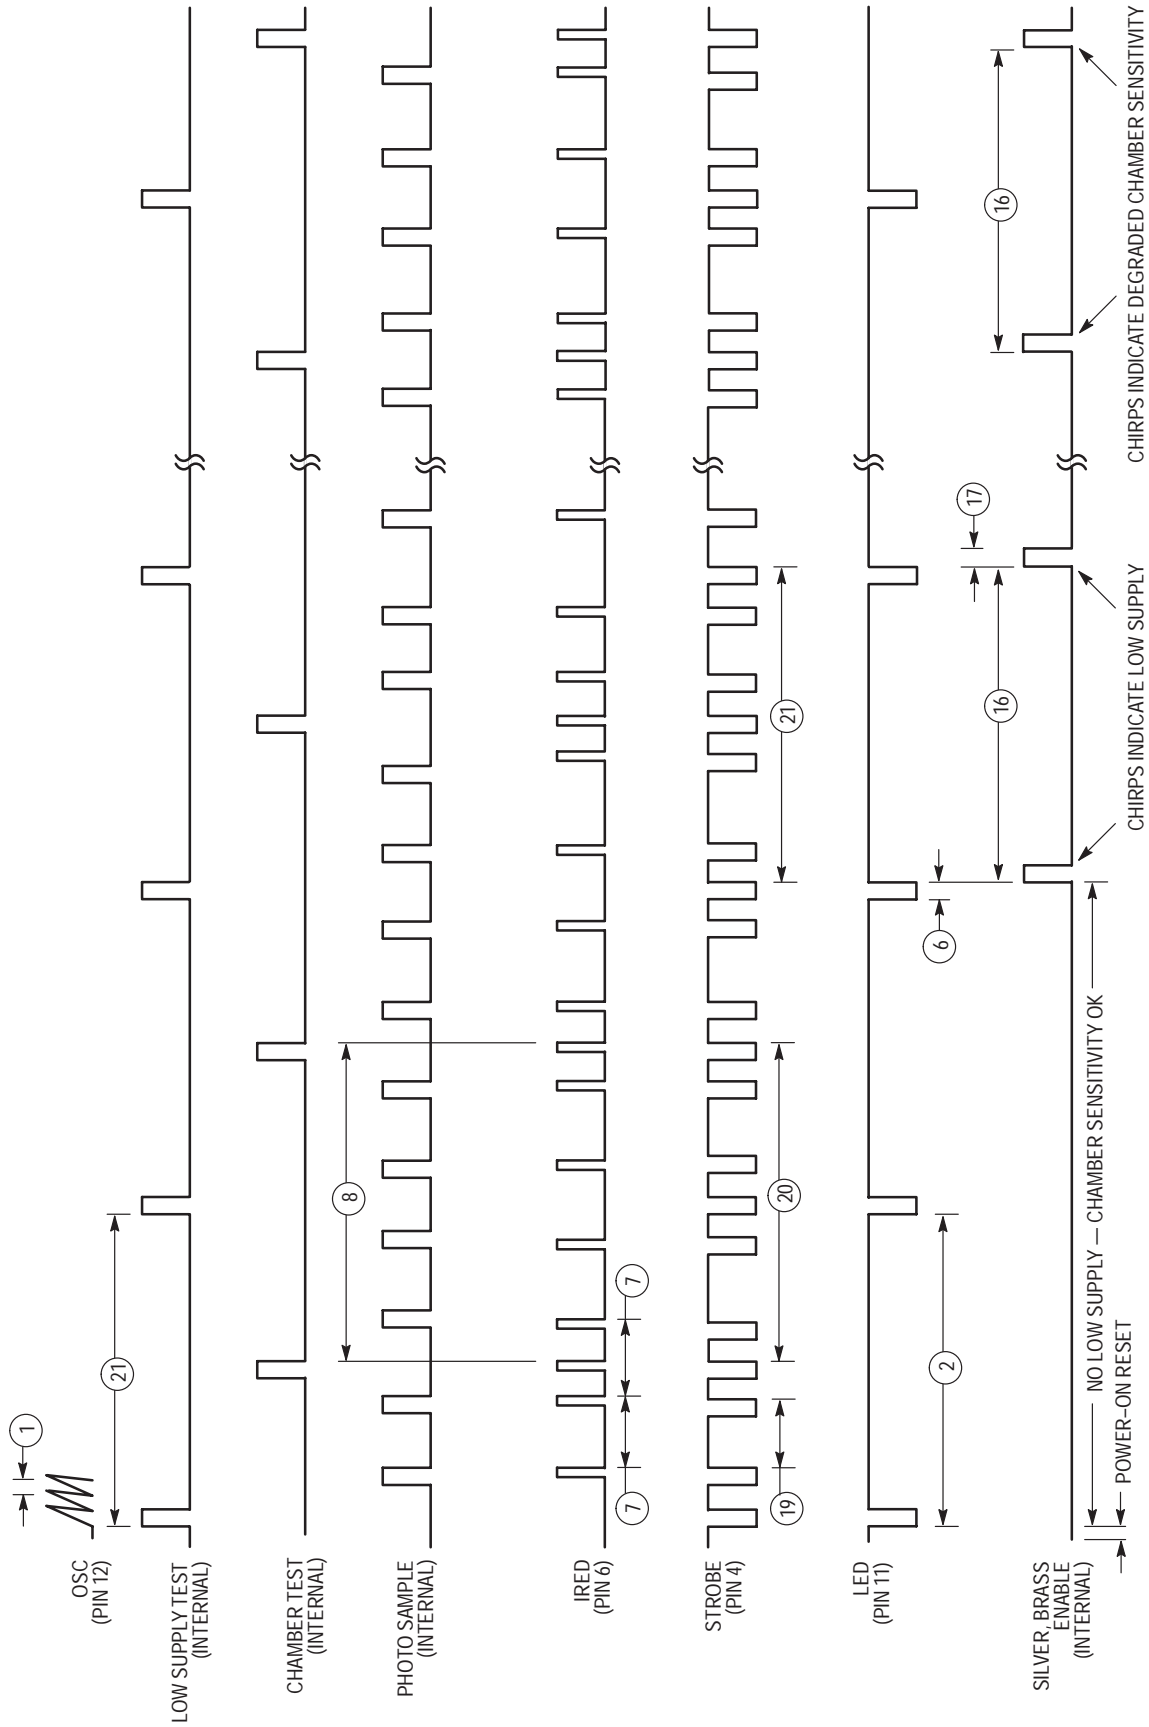 OSC
(PIN 12)
1
LOW SUPPLY TEST
(INTERNAL)
21
CHAMBER TEST
(INTERNAL)
8
PHOTO SAMPLE
(INTERNAL)
IRED
(PIN 6)
7
7
STROBE
(PIN 4)
19
20
21
LED
(PIN 11)
2
6
SILVER, BRASS
ENABLE
(INTERNAL)
16
17
16
NO LOW SUPPLY — CHAMBER SENSITIVITY OK
POWER–ON RESET
CHIRPS INDICATE LOW SUPPLY
CHIRPS INDICATE DEGRADED CHAMBER SENSITIVITY